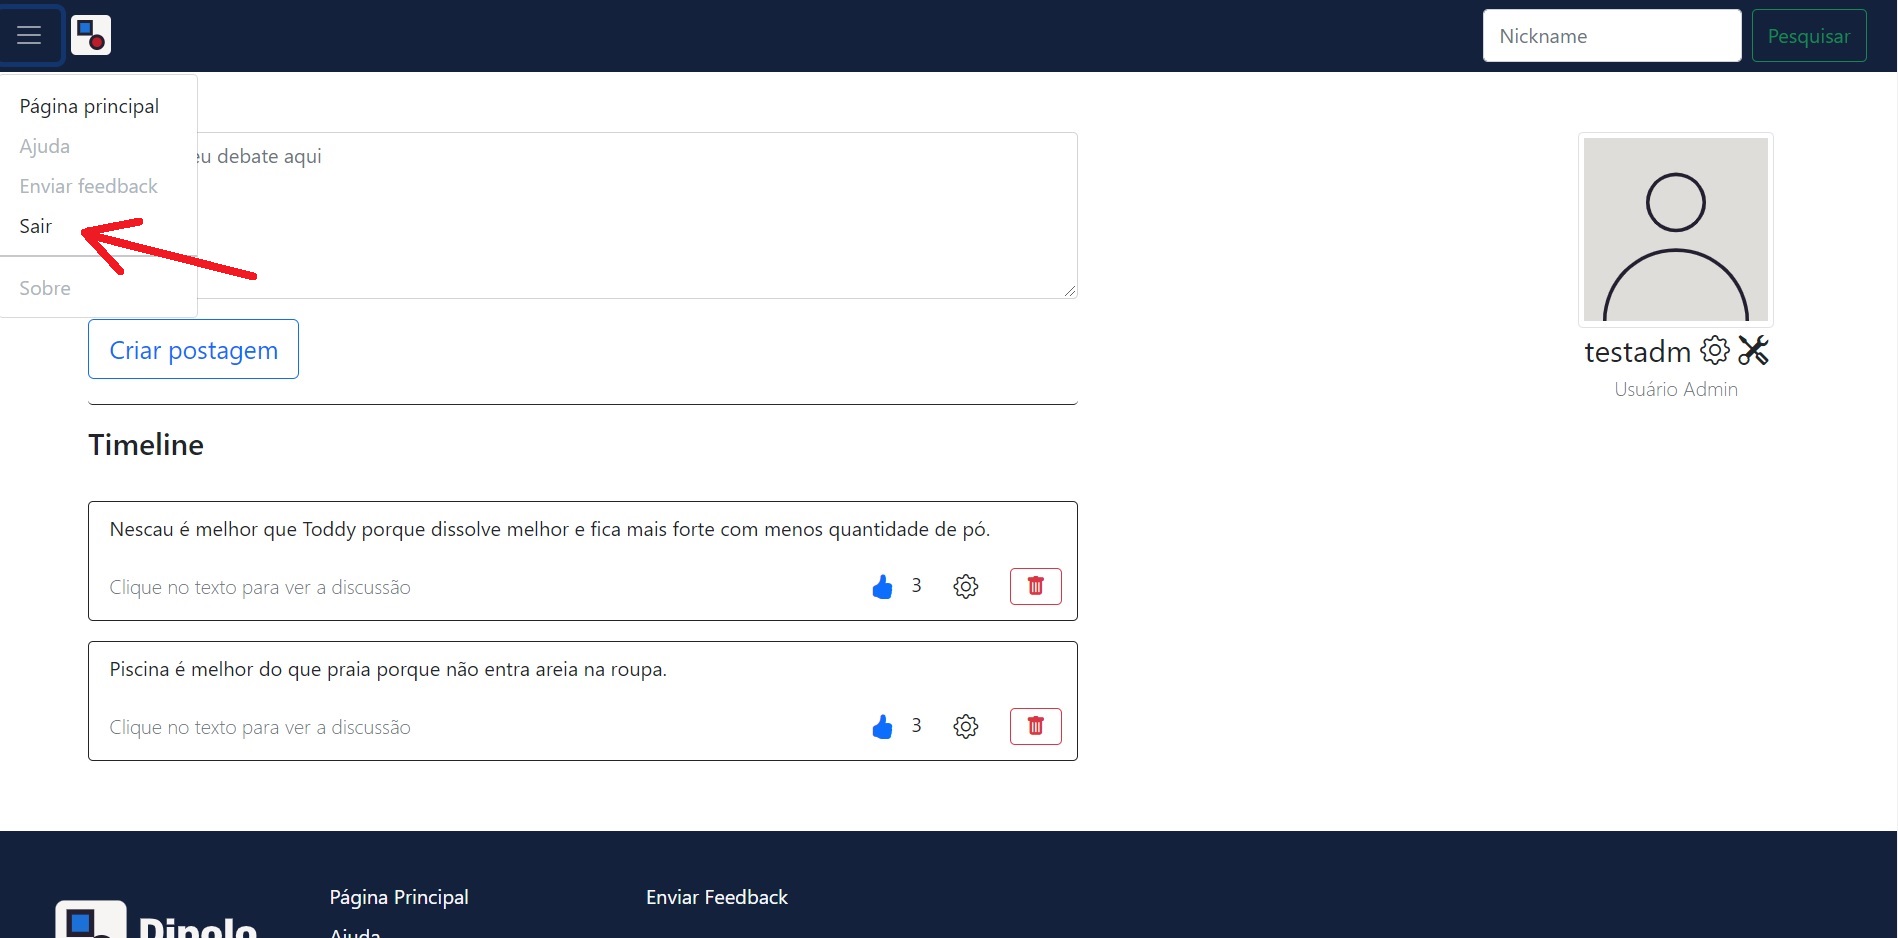 Nickname
Pesquisar
Página principal
Ajuda
Enviar feedback
Sair
Sobre
eu debate aqui
Criar postagem
testadm
Usuário Admin
Timeline
Nescau é melhor que Toddy porque dissolve melhor e fica mais forte com menos quantidade de pó.
Clique no texto para ver a discussão
3
Piscina é melhor do que praia porque não entra areia na roupa.
Clique no texto para ver a discussão
3
Dipolo
Página Principal
Ajuda
Enviar Feedback